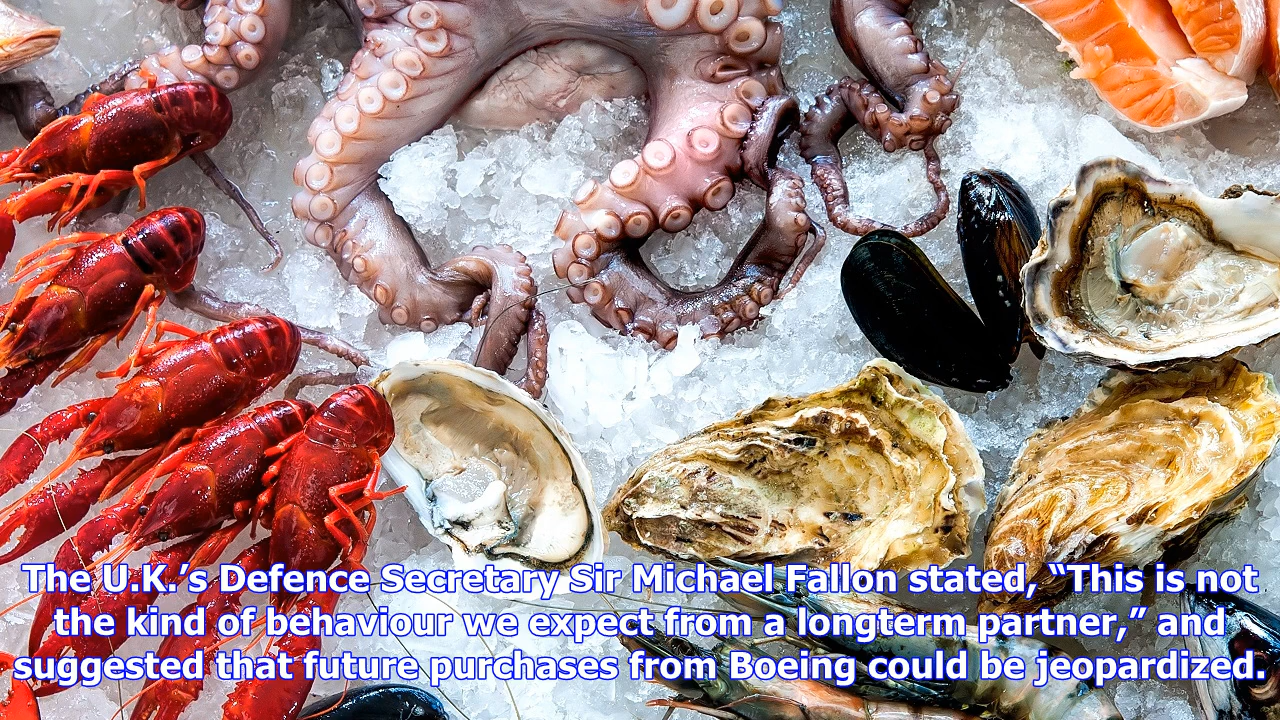 The U.K.’s Defence Secretary Sir Michael Fallon stated, “This is not
the kind of behaviour we expect from a longterm partner,” and
suggested that future purchases from Boeing could be jeopardized.